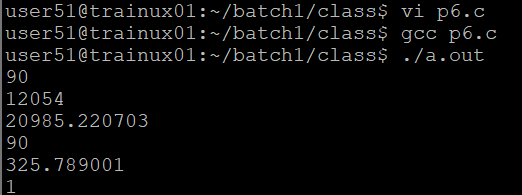 user51@trainux01:~/batch1/class$ vi p6.c
user51@trainux01:~/batch1/class$ gcc p6.c
user51@trainux01:~/batch1/class$ ./a.out
90
12054
20985.220703
90
325.789001
1